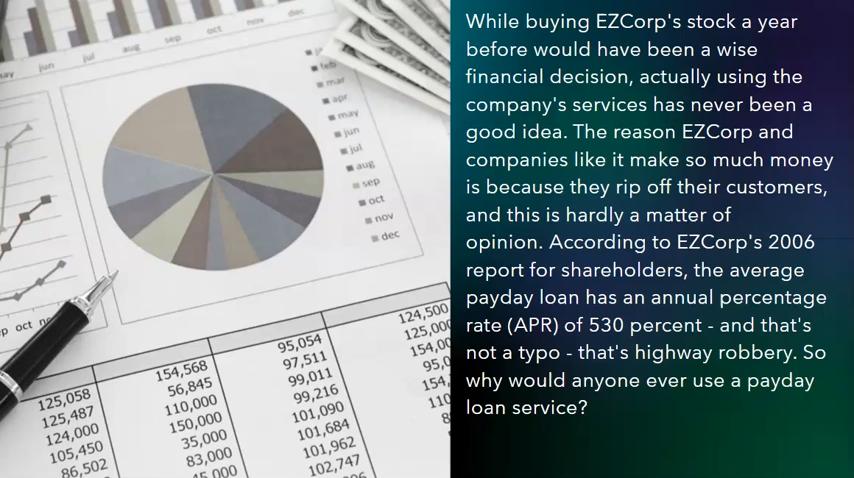 may jun jul aug sep oct nov dec
feb
mar
apr
may
jun
jul
aug
sep
oct
nov
dec
oct
125,058
125,487
124,000
105,450
86,502
154,568
56,845
110,000
150,000
35,000
83,000
45,000
95,054
97,511
99,011
99,216
101,090
101,684
101,962
102,747
124,500
125,000
While buying EZCorp's stock a year
before would have been a wise
financial decision, actually using the
company's services has never been a
good idea. The reason EZCorp and
companies like it make so much money
is because they rip off their customers,
and this is hardly a matter of
opinion. According to EZCorp's 2006
report for shareholders, the average
payday loan has an annual percentage
rate (APR) of 530 percent - and that's
not a typo - that's highway robbery. So
why would anyone ever use a payday
loan service?